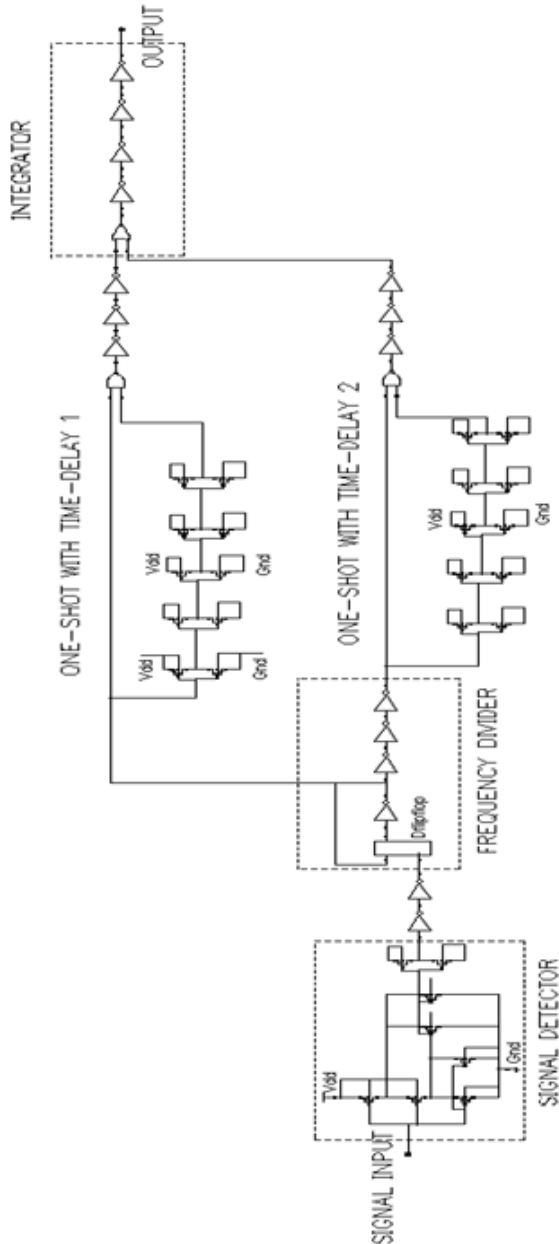 SIGNAL INPUT
Vdd
Gnd
SIGNAL DETECTOR
Dflipflop
FREQUENCY DIVIDER
ONE-SHOT WITH TIME-DELAY 1
Vdd
Gnd
Vdd
Gnd
ONE-SHOT WITH TIME-DELAY 2
Vdd
Gnd
INTEGRATOR
OUTPUT